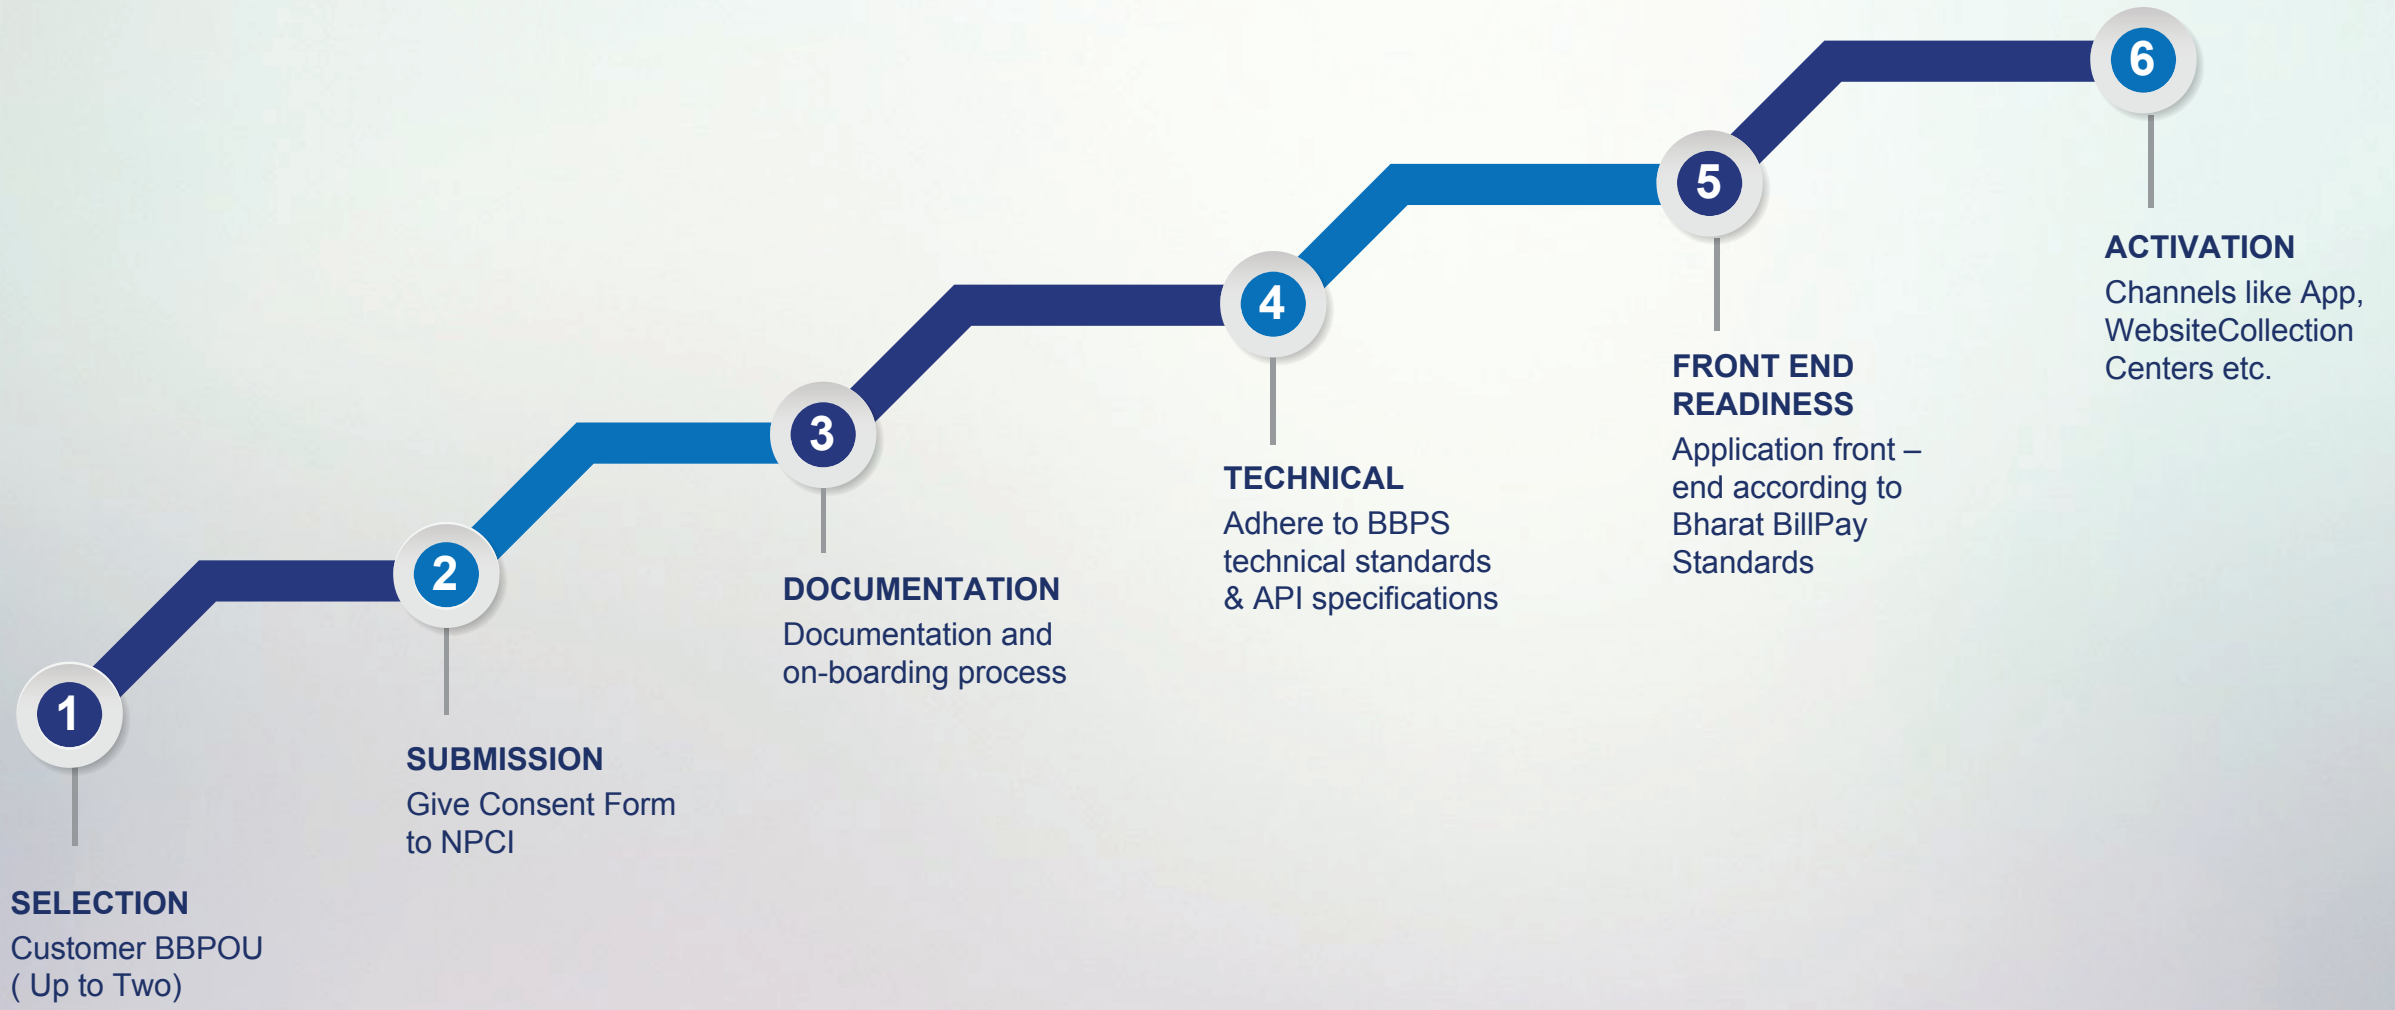 1
SELECTION
Customer BBPOU
( Up to Two)
2
SUBMISSION
Give Consent Form
to NPCI
3
DOCUMENTATION
Documentation and
on-boarding process
4
TECHNICAL
Adhere to BBPS
technical standards
& API specifications
5
FRONT END
READINESS
Application front –
end according to
Bharat BillPay
Standards
6
ACTIVATION
Channels like App,
WebsiteCollection
Centers etc.